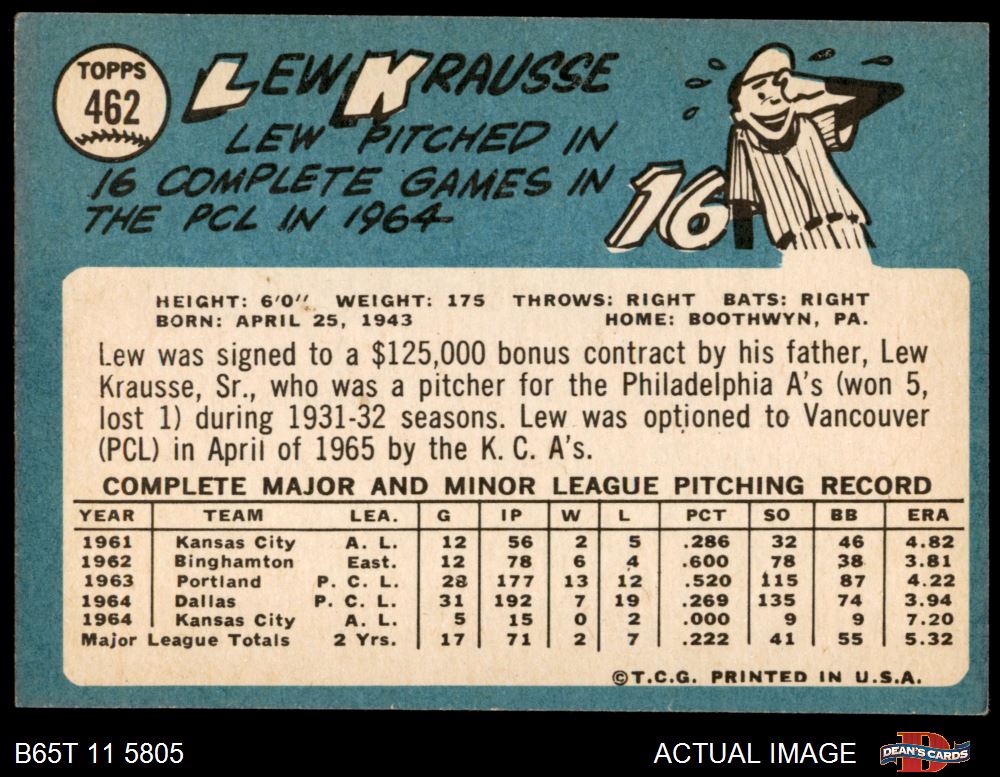 TOPPS
462
LEW KRAUSSE
LEW PITCHED IN
16 COMPLETE GAMES IN
THE PCL IN 1964
16
HEIGHT: 6'0" WEIGHT: 175 THROWS: RIGHT BATS: RIGHT
BORN: APRIL 25, 1943 HOME: BOOTHWYN, PA.
Lew was signed to a $125,000 bonus contract by his father, Lew
Krausse, Sr., who was a pitcher for the Philadelphia A's (won 5,
lost 1) during 1931-32 seasons. Lew was optioned to Vancouver
(PCL) in April of 1965 by the K. C. A's.
COMPLETE MAJOR AND MINOR LEAGUE PITCHING RECORD
YEAR TEAM LEA. G IP W L PCT SO BB ERA
1961 Kansas City A. L. 12 56 2 5 .286 32 46 4.82
1962 Binghamton East. 12 78 6 4 .600 78 38 3.81
1963 Portland P. C. L. 28 177 13 12 .520 115 87 4.22
1964 Dallas P. C. L. 31 192 7 19 .269 135 74 3.94
1964 Kansas City A. L. 5 15 0 2 .000 9 9 7.20
Major League Totals 2 Yrs. 17 71 2 7 .222 41 55 5.32
©T.C.G. PRINTED IN U.S.A.
B65T 11 5805 ACTUAL IMAGE DEAN'S CARDS